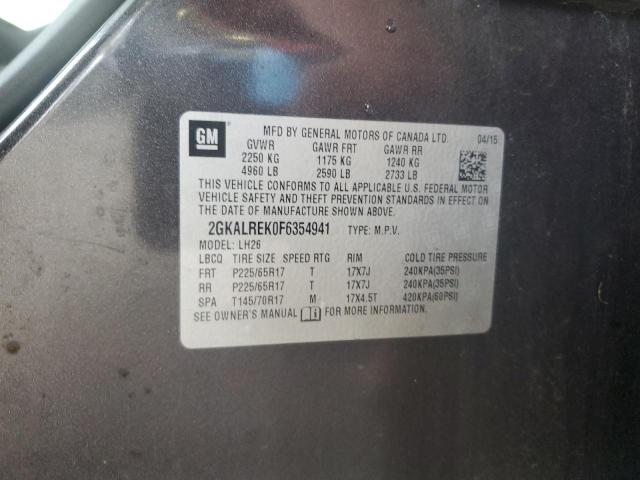 GM
MFD BY GENERAL MOTORS OF CANADA LTD. 04/15
GVWR GAWR FRT GAWR RR
2250 KG 1175 KG 1240 KG
4960 LB 2590 LB 2733 LB
THIS VEHICLE CONFORMS TO ALL APPLICABLE U.S. FEDERAL MOTOR
VEHICLE SAFETY AND THEFT PREVENTION STANDARDS IN EFFECT ON
THE DATE OF MANUFACTURE SHOWN ABOVE.
2GKALREK0F6354941 TYPE: M.P.V.
MODEL: LH26
LBCQ TIRE SIZE SPEED RTG RIM COLD TIRE PRESSURE
FRT P225/65R17 T 17X7J 240KPA(35PSI)
RR P225/65R17 T 17X7J 240KPA(35PSI)
SPA T145/70R17 M 17X4.5T 420KPA(60PSI)
SEE OWNER'S MANUAL i FOR MORE INFORMATION.